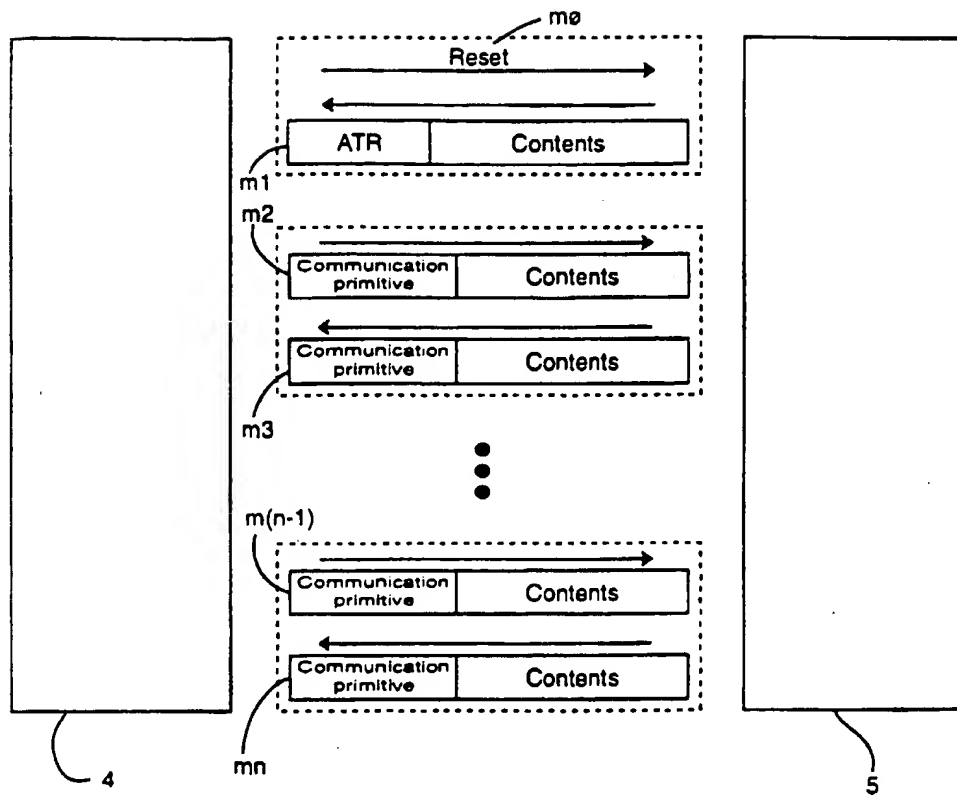 mø
Reset
ATR Contents
m1
m2
Communication primitive Contents
Communication primitive Contents
m3
m(n-1)
Communication primitive Contents
Communication primitive Contents
mn
4
5